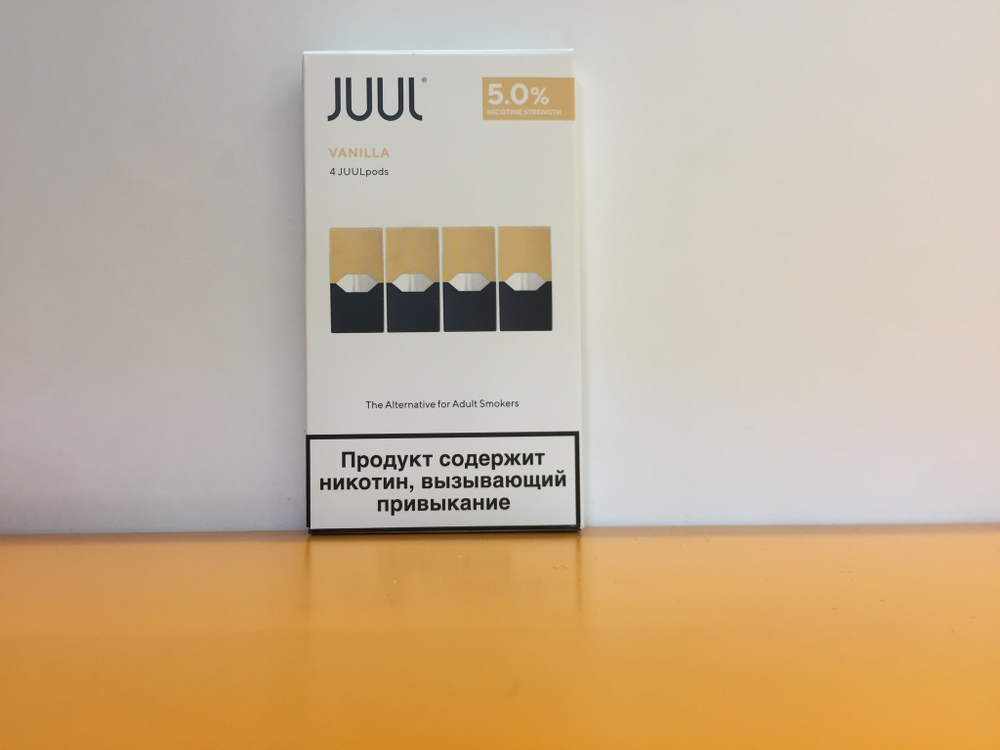 JUUL®
5.0%
NICOTINE STRENGTH
VANILLA
4 JUULpods
The Alternative for Adult Smokers
Продукт содержит
никотин, вызывающий
привыкание